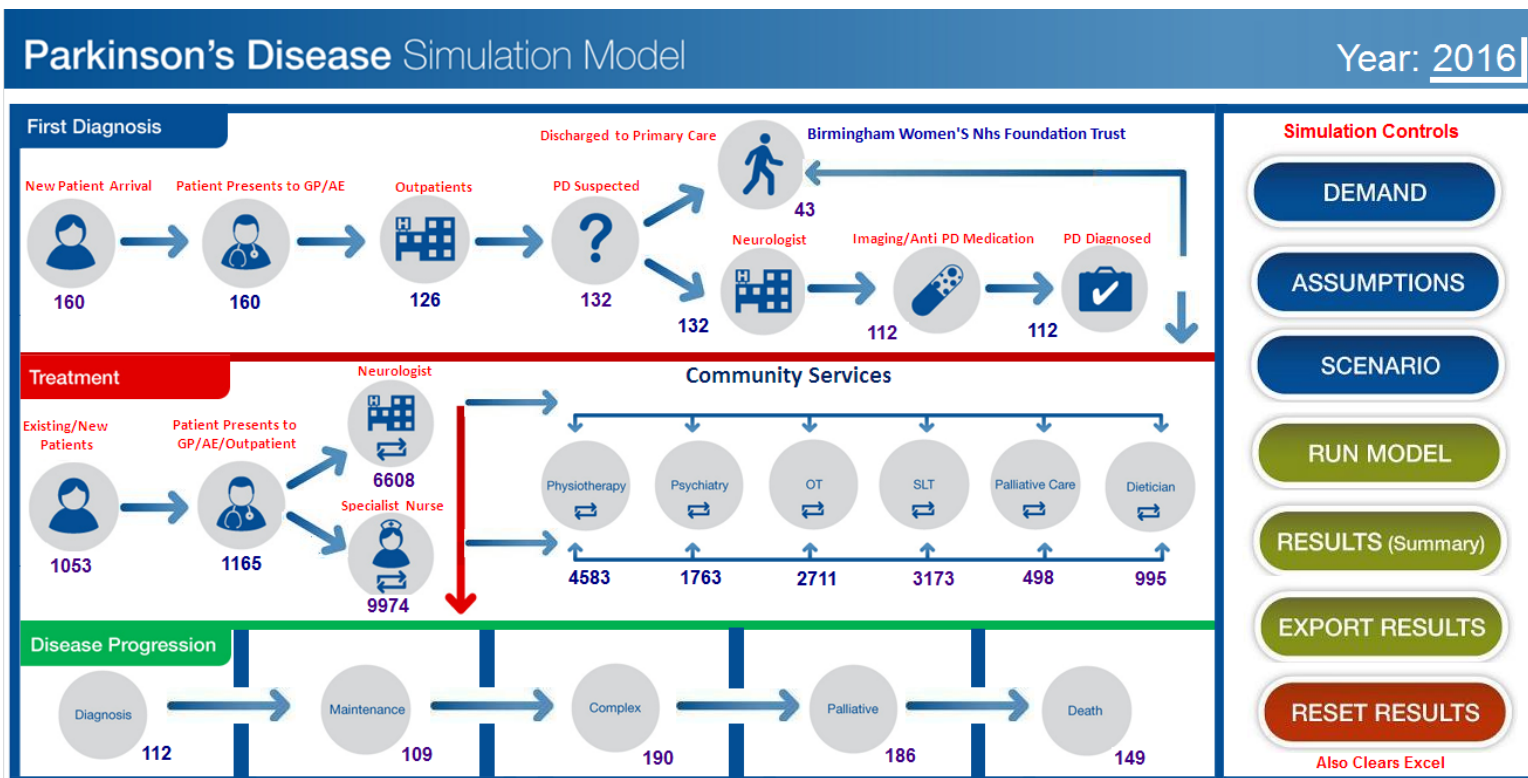 Parkinson's Disease Simulation Model
Year: 2016
First Diagnosis
Discharged to Primary Care
Birmingham Women'S Nhs Foundation Trust
43
New Patient Arrival
160
Patient Presents to GP/AE
160
Outpatients
H
126
PD Suspected
?
132
132
Neurologist
H
Imaging/Anti PD Medication
112
PD Diagnosed
112
Treatment
Existing/New
Patients
1053
Patient Presents to
GP/AE/Outpatient
1165
Neurologist
H
6608
Specialist Nurse
9974
Community Services
Physiotherapy
Psychiatry
OT
SLT
Palliative Care
Dietician
4583
1763
2711
3173
498
995
Disease Progression
Diagnosis
112
Maintenance
109
Complex
190
Palliative
186
Death
149
Simulation Controls
DEMAND
ASSUMPTIONS
SCENARIO
RUN MODEL
RESULTS (Summary)
EXPORT RESULTS
RESET RESULTS
Also Clears Excel